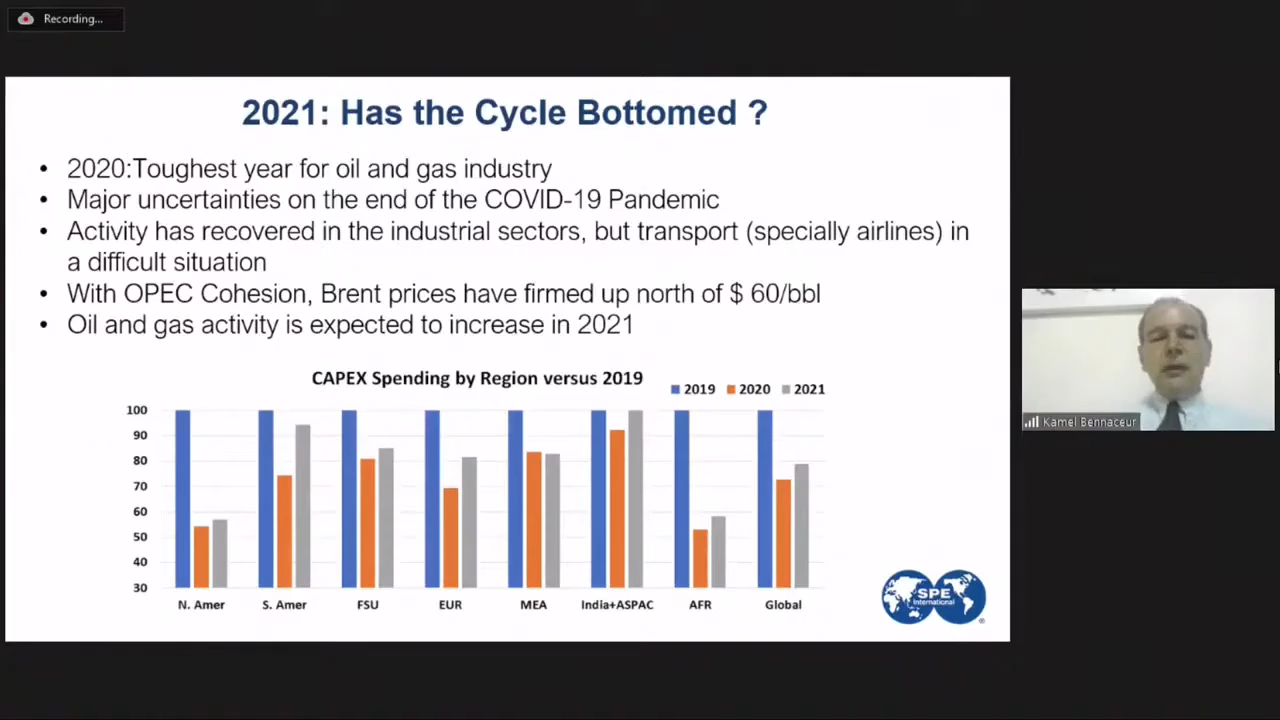 Recording...
2021: Has the Cycle Bottomed ?
• 2020:Toughest year for oil and gas industry
• Major uncertainties on the end of the COVID-19 Pandemic
• Activity has recovered in the industrial sectors, but transport (specially airlines) in
a difficult situation
• With OPEC Cohesion, Brent prices have firmed up north of $ 60/bbl
• Oil and gas activity is expected to increase in 2021
CAPEX Spending by Region versus 2019
2019 2020 2021
100
90
80
70
60
50
40
30
N. Amer S. Amer FSU EUR MEA India+ASPAC AFR Global
SPE
International
®
Kamel Bennaceur